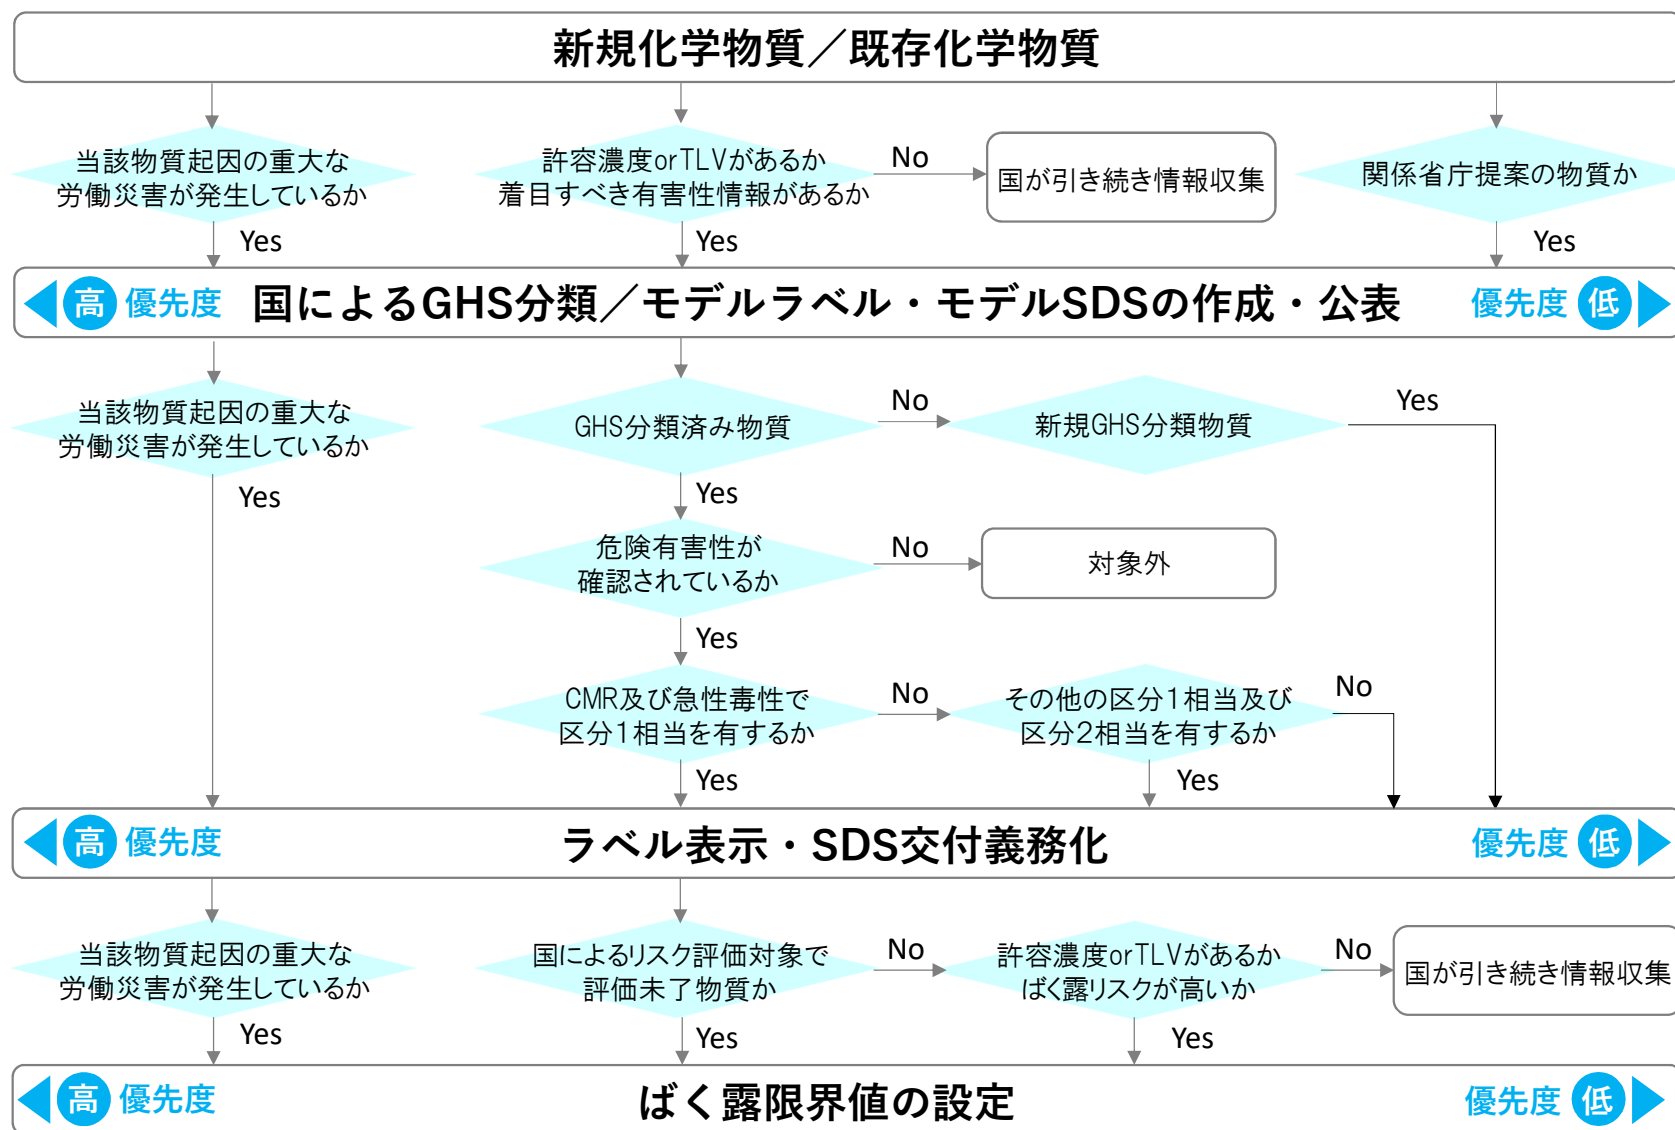 新規化学物質／既存化学物質
当該物質起因の重大な
労働災害が発生しているか
許容濃度orTLVがあるか
着目すべき有害性情報があるか
No
国が引き続き情報収集
関係省庁提案の物質か
Yes
Yes
Yes
高 優先度 国によるGHS分類／モデルラベル・モデルSDSの作成・公表 優先度 低
当該物質起因の重大な
労働災害が発生しているか
GHS分類済み物質
No
新規GHS分類物質
Yes
Yes
Yes
危険有害性が
確認されているか
No
対象外
Yes
CMR及び急性毒性で
区分1相当を有するか
No
その他の区分1相当及び
区分2相当を有するか
No
Yes
Yes
高 優先度 ラベル表示・SDS交付義務化 優先度 低
当該物質起因の重大な
労働災害が発生しているか
国によるリスク評価対象で
評価未了物質か
No
許容濃度orTLVがあるか
ばく露リスクが高いか
No
国が引き続き情報収集
Yes
Yes
Yes
高 優先度 ばく露限界値の設定 優先度 低